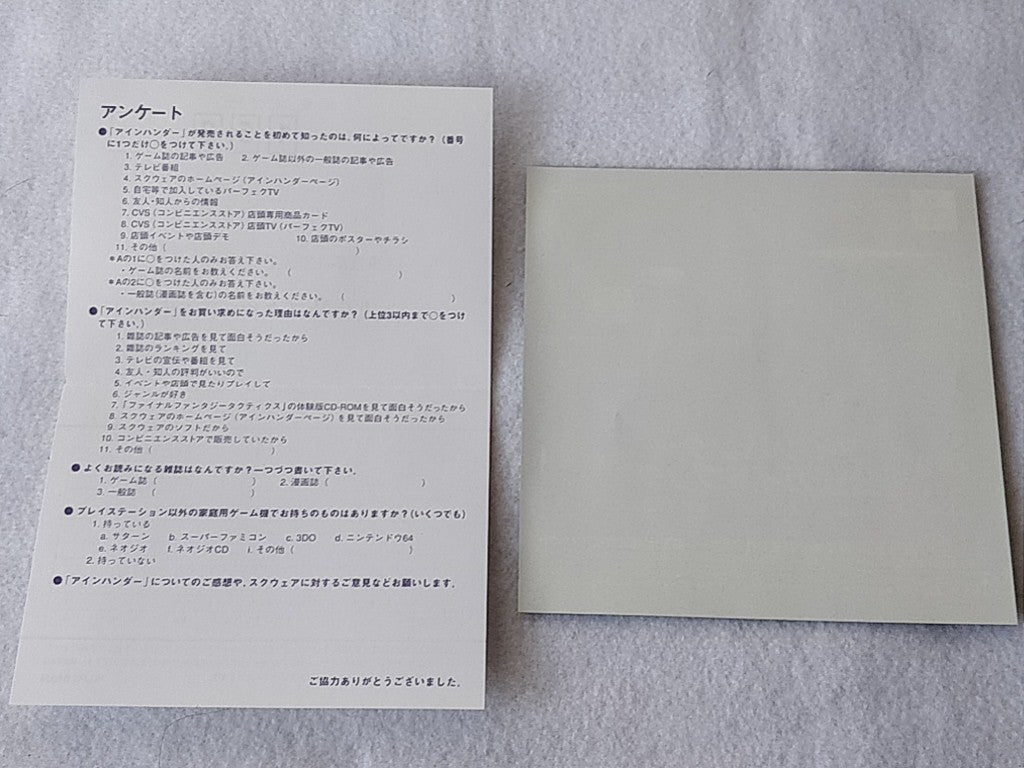 アンケート
●「アインハンダー」が発売されることを初めて知ったのは、何によってですか？（番号
に1つだけ○をつけて下さい。）
1. ゲーム誌の記事や広告　2. ゲーム誌以外の一般誌の記事や広告
3. テレビ番組
4. スクウェアのホームページ（アインハンダーページ）
5. 自宅等で加入しているパーフェクTV
6. 友人・知人からの情報
7. CVS（コンビニエンスストア）店頭専用商品カード
8. CVS（コンビニエンスストア）店頭TV（パーフェクTV）
9. 店頭イベントや店頭デモ　10. 店頭のポスターやチラシ
11. その他（　）
＊Aの1に○をつけた人のみお答え下さい。
・ゲーム誌の名前をお教えください。（　）
＊Aの2に○をつけた人のみお答え下さい。
・一般誌（漫画誌を含む）の名前をお教えください。（　）
●「アインハンダー」をお買い求めになった理由はなんですか？（上位3以内まで○をつけ
て下さい。）
1. 雑誌の記事や広告を見て面白そうだったから
2. 雑誌のランキングを見て
3. テレビの宣伝や番組を見て
4. 友人・知人の評判がいいので
5. イベントや店頭で見たりプレイして
6. ジャンルが好き
7. 「ファイナルファンタジータクティクス」の体験版CD-ROMを見て面白そうだったから
8. スクウェアのホームページ（アインハンダーページ）を見て面白そうだったから
9. スクウェアのソフトだから
10. コンビニエンスストアで販売していたから
11. その他（　）
●よくお読みになる雑誌はなんですか？一つづつ書いて下さい。
1. ゲーム誌（　）　2. 漫画誌（　）
3. 一般誌　（　）
●プレイステーション以外の家庭用ゲーム機でお持ちのものはありますか？（いくつでも）
1. 持っている
a. サターン　b. スーパーファミコン　c. 3DO　d. ニンテンドウ64
e. ネオジオ　f. ネオジオCD　i. その他（　）
2. 持っていない
●「アインハンダー」についてのご感想や、スクウェアに対するご意見などお願いします。
ご協力ありがとうございました。